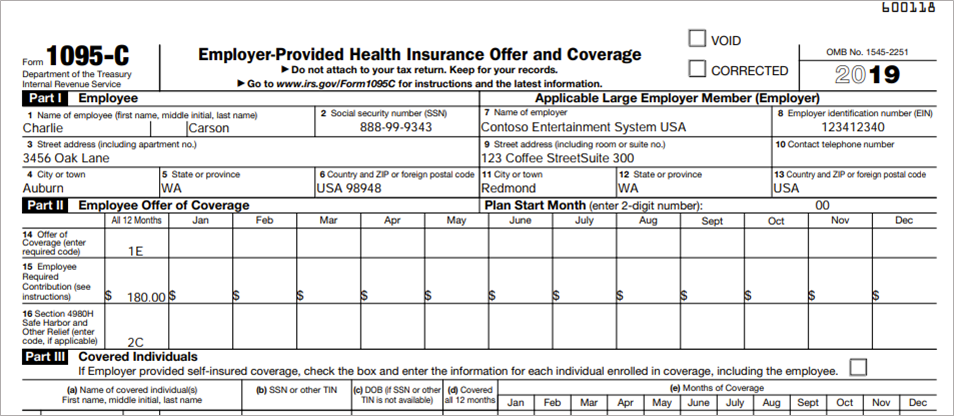 600118
Form 1095-C
Department of the Treasury
Internal Revenue Service
Employer-Provided Health Insurance Offer and Coverage
▶ Do not attach to your tax return. Keep for your records.
▶ Go to www.irs.gov/Form1095C for instructions and the latest information.
VOID
CORRECTED
OMB No. 1545-2251
2019
Part I Employee
Applicable Large Employer Member (Employer)
1 Name of employee (first name, middle initial, last name)
Charlie Carson
2 Social security number (SSN)
888-99-9343
7 Name of employer
Contoso Entertainment System USA
8 Employer identification number (EIN)
123412340
3 Street address (including apartment no.)
3456 Oak Lane
9 Street address (including room or suite no.)
123 Coffee StreetSuite 300
10 Contact telephone number
4 City or town
Auburn
5 State or province
WA
6 Country and ZIP or foreign postal code
USA 98948
11 City or town
Redmond
12 State or province
WA
13 Country and ZIP or foreign postal code
USA
Part II Employee Offer of Coverage
Plan Start Month (enter 2-digit number): 00
All 12 Months Jan Feb Mar Apr May June July Aug Sept Oct Nov Dec
14 Offer of
Coverage (enter
required code) 1E
15 Employee
Required
Contribution (see
instructions) $ 180.00 $ $ $ $ $ $ $ $ $ $ $ $
16 Section 4980H
Safe Harbor and
Other Relief (enter
code, if applicable) 2C
Part III Covered Individuals
If Employer provided self-insured coverage, check the box and enter the information for each individual enrolled in coverage, including the employee.
(a) Name of covered individual(s)
First name, middle initial, last name
(b) SSN or other TIN
(c) DOB (if SSN or other
TIN is not available)
(d) Covered
all 12 months
(e) Months of Coverage
Jan Feb Mar Apr May June July Aug Sept Oct Nov Dec